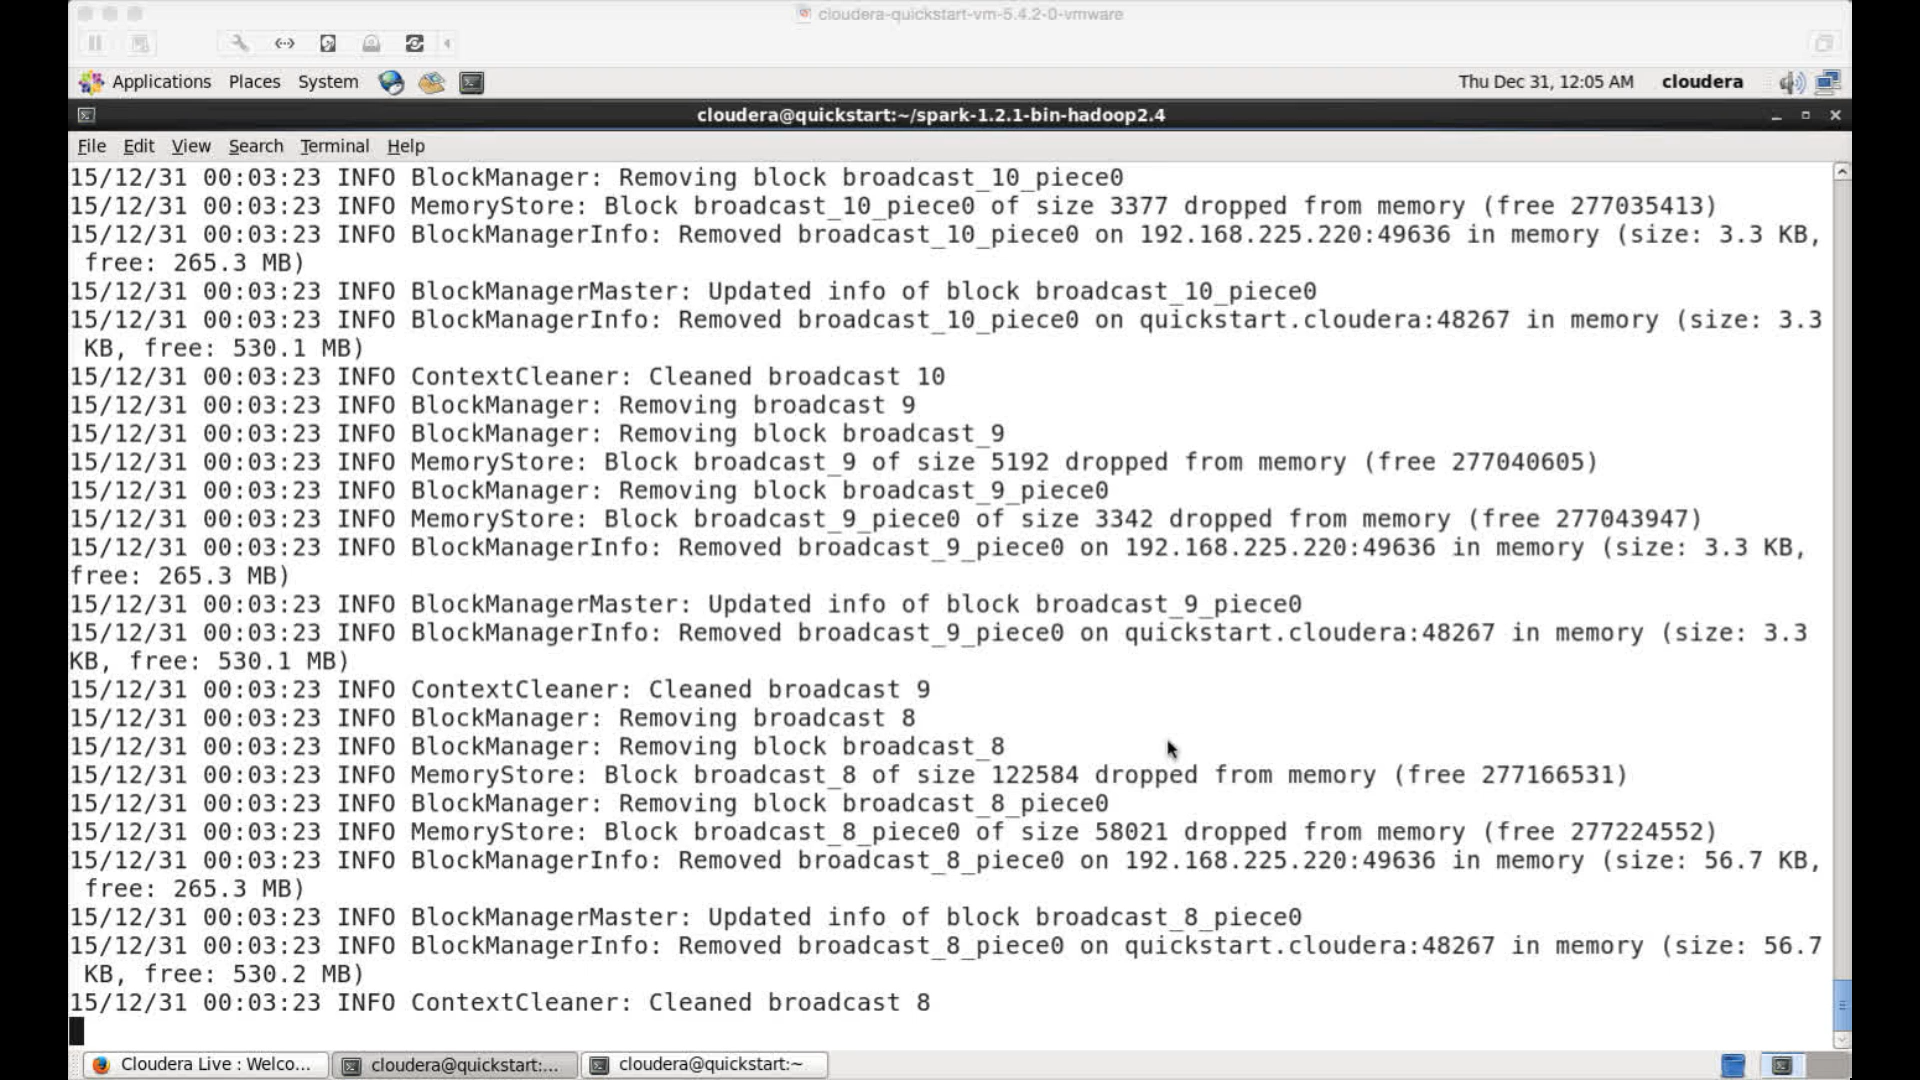 cloudera-quickstart-vm-5.4.2-0-vmware
Applications Places System Thu Dec 31, 12:05 AM cloudera
cloudera@quickstart:~/spark-1.2.1-bin-hadoop2.4
File Edit View Search Terminal Help
15/12/31 00:03:23 INFO BlockManager: Removing block broadcast_10_piece0
15/12/31 00:03:23 INFO MemoryStore: Block broadcast_10_piece0 of size 3377 dropped from memory (free 277035413)
15/12/31 00:03:23 INFO BlockManagerInfo: Removed broadcast_10_piece0 on 192.168.225.220:49636 in memory (size: 3.3 KB,
free: 265.3 MB)
15/12/31 00:03:23 INFO BlockManagerMaster: Updated info of block broadcast_10_piece0
15/12/31 00:03:23 INFO BlockManagerInfo: Removed broadcast_10_piece0 on quickstart.cloudera:48267 in memory (size: 3.3
KB, free: 530.1 MB)
15/12/31 00:03:23 INFO ContextCleaner: Cleaned broadcast 10
15/12/31 00:03:23 INFO BlockManager: Removing broadcast 9
15/12/31 00:03:23 INFO BlockManager: Removing block broadcast_9
15/12/31 00:03:23 INFO MemoryStore: Block broadcast_9 of size 5192 dropped from memory (free 277040605)
15/12/31 00:03:23 INFO BlockManager: Removing block broadcast_9_piece0
15/12/31 00:03:23 INFO MemoryStore: Block broadcast_9_piece0 of size 3342 dropped from memory (free 277043947)
15/12/31 00:03:23 INFO BlockManagerInfo: Removed broadcast_9_piece0 on 192.168.225.220:49636 in memory (size: 3.3 KB,
free: 265.3 MB)
15/12/31 00:03:23 INFO BlockManagerMaster: Updated info of block broadcast_9_piece0
15/12/31 00:03:23 INFO BlockManagerInfo: Removed broadcast_9_piece0 on quickstart.cloudera:48267 in memory (size: 3.3
KB, free: 530.1 MB)
15/12/31 00:03:23 INFO ContextCleaner: Cleaned broadcast 9
15/12/31 00:03:23 INFO BlockManager: Removing broadcast 8
15/12/31 00:03:23 INFO BlockManager: Removing block broadcast_8
15/12/31 00:03:23 INFO MemoryStore: Block broadcast_8 of size 122584 dropped from memory (free 277166531)
15/12/31 00:03:23 INFO BlockManager: Removing block broadcast_8_piece0
15/12/31 00:03:23 INFO MemoryStore: Block broadcast_8_piece0 of size 58021 dropped from memory (free 277224552)
15/12/31 00:03:23 INFO BlockManagerInfo: Removed broadcast_8_piece0 on 192.168.225.220:49636 in memory (size: 56.7 KB,
free: 265.3 MB)
15/12/31 00:03:23 INFO BlockManagerMaster: Updated info of block broadcast_8_piece0
15/12/31 00:03:23 INFO BlockManagerInfo: Removed broadcast_8_piece0 on quickstart.cloudera:48267 in memory (size: 56.7
KB, free: 530.2 MB)
15/12/31 00:03:23 INFO ContextCleaner: Cleaned broadcast 8
Cloudera Live : Welco... cloudera@quickstart:... cloudera@quickstart:~